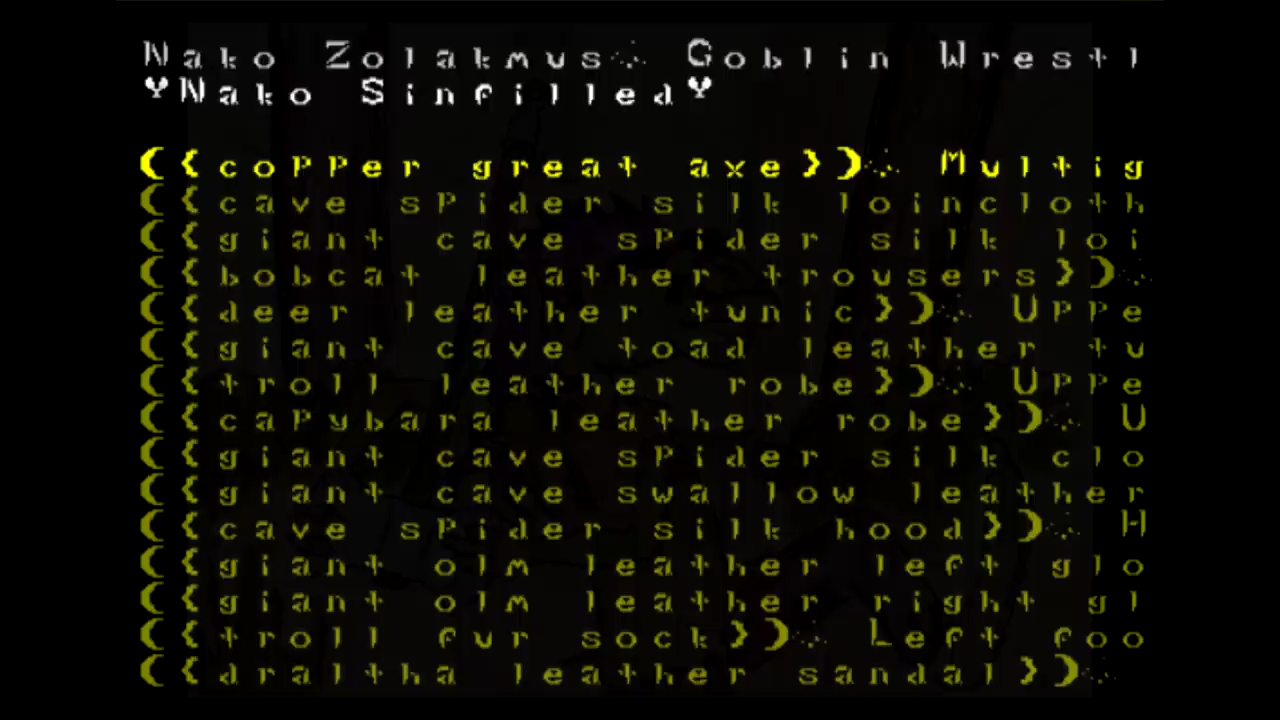 Nako Zolakmus, Goblin Wrestl
Nako Sinfilled
({copper great axe}), Multig
({cave spider silk loincloth
({giant cave spider silk loi
({bobcat leather trousers}),
({deer leather tunic}), Uppe
({giant cave toad leather tu
({troll leather robe}), Uppe
({capybara leather robe}), U
({giant cave spider silk clo
({giant cave swallow leather
({cave spider silk hood}), H
({giant olm leather left glo
({giant olm leather right gl
({troll fur sock}), Left foo
({draltha leather sandal}),